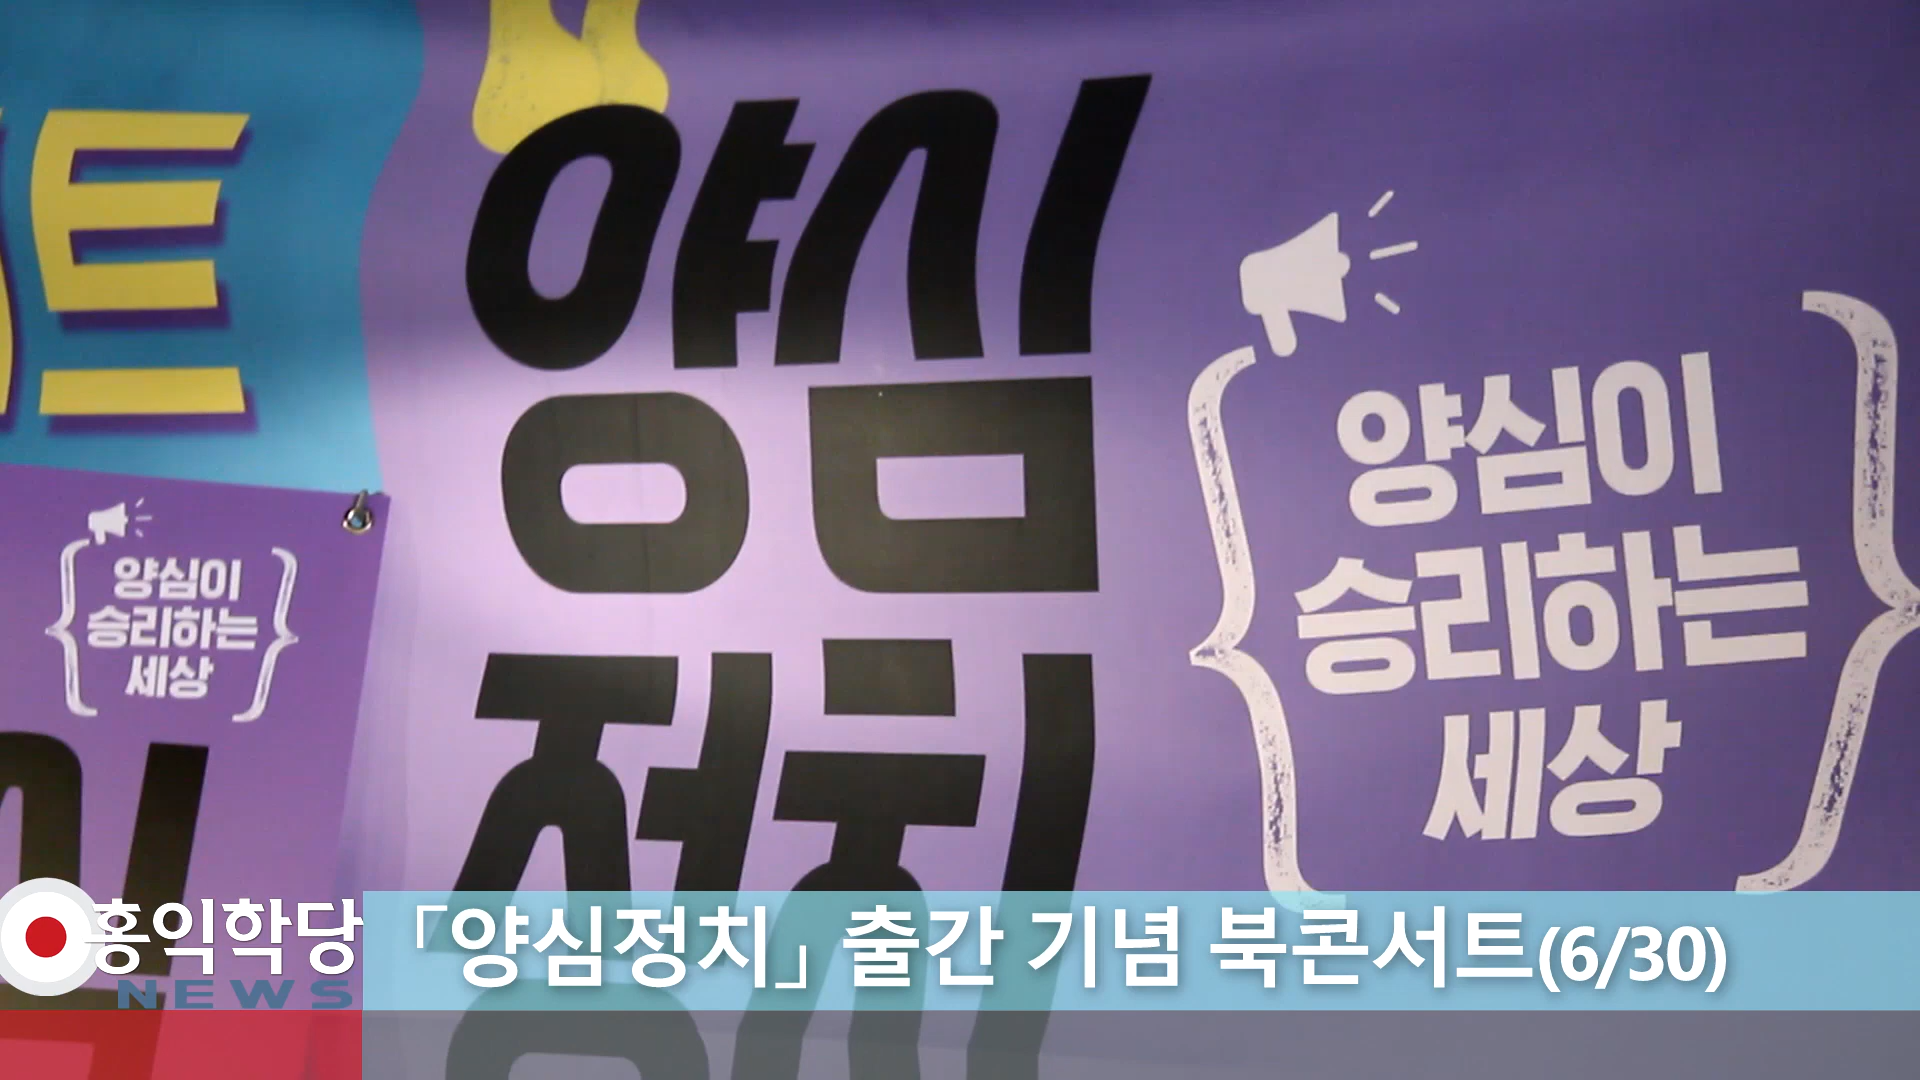 트
양심
정치
양심이
승리하는
세상
양심이
승리하는
세상
홍익학당
NEWS
「양심정치」 출간 기념 북콘서트(6/30)